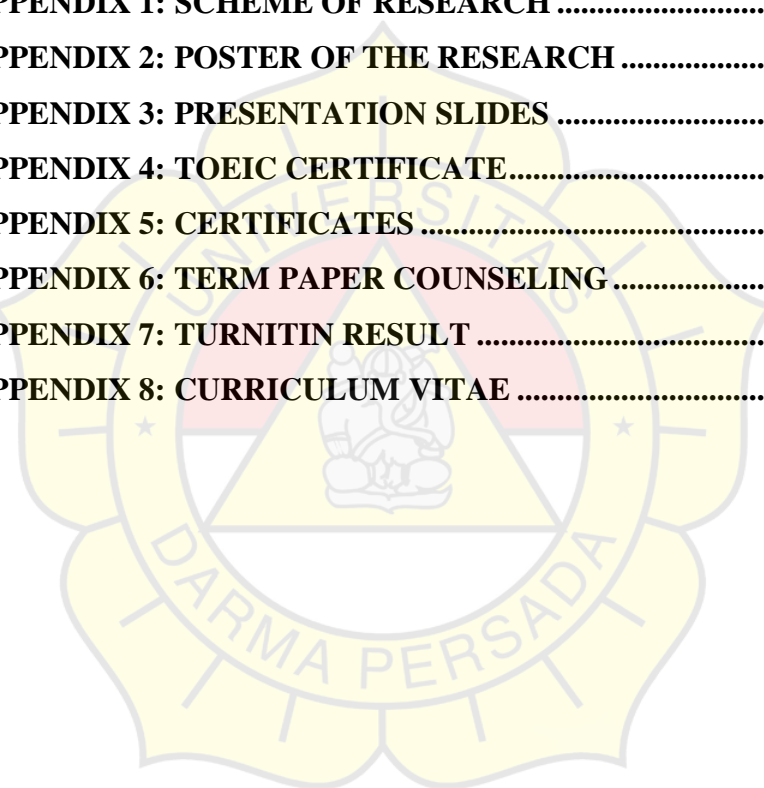 PPENDIX 1: SCHEME OF RESEARCH ..........................
PPENDIX 2: POSTER OF THE RESEARCH ..................
PPENDIX 3: PRESENTATION SLIDES ..........................
PPENDIX 4: TOEIC CERTIFICATE................................
PPENDIX 5: CERTIFICATES ...........................................
PPENDIX 6: TERM PAPER COUNSELING ...................
PPENDIX 7: TURNITIN RESULT ....................................
PPENDIX 8: CURRICULUM VITAE ...............................
UNIVERSITAS
DARMA PERSADA